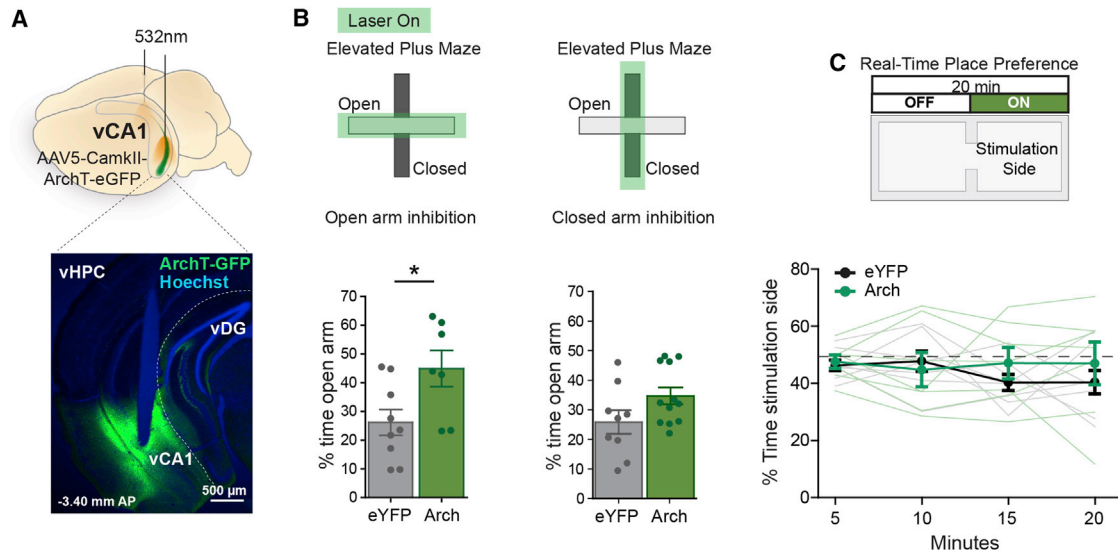 A
532nm
vCA1
AAV5-CamkII-
ArchT-eGFP
vHPC
ArchT-GFP
Hoechst
vDG
vCA1
-3.40 mm AP
500 µm
B
Laser On
Elevated Plus Maze
Open
Closed
Open arm inhibition
*
% time open arm
70
60
50
40
30
20
10
0
eYFP
Arch
Elevated Plus Maze
Open
Closed
Closed arm inhibition
% time open arm
70
60
50
40
30
20
10
0
eYFP
Arch
C
Real-Time Place Preference
20 min
OFF
ON
Stimulation
Side
eYFP
Arch
% Time stimulation side
80
60
40
20
0
5
10
15
20
Minutes